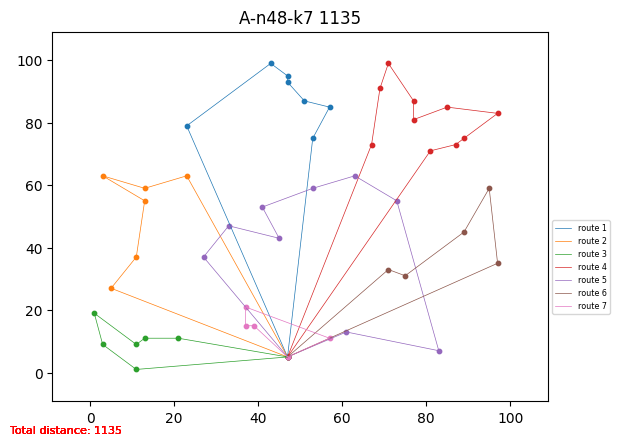 A-n48-k7 1135
100
80
60
40
20
0
0 20 40 60 80 100
route 1
route 2
route 3
route 4
route 5
route 6
route 7
Total distance: 1135